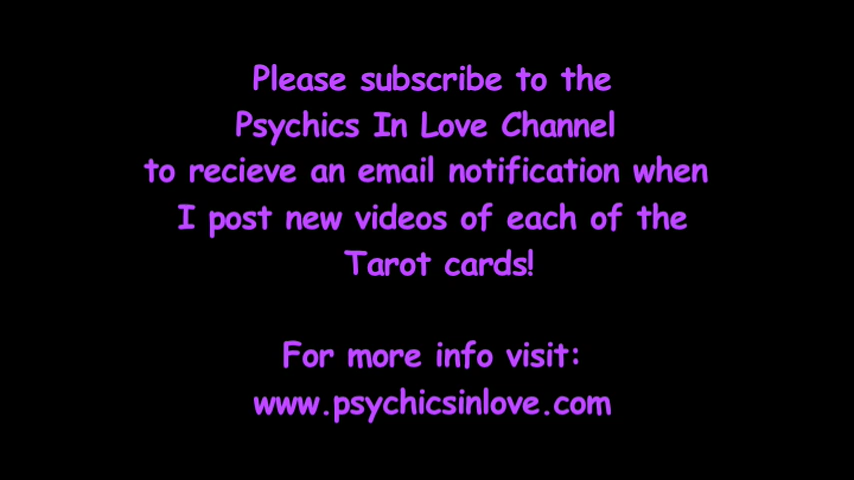 Please subscribe to the
Psychics In Love Channel
to recieve an email notification when
I post new videos of each of the
Tarot cards!
For more info visit:
www.psychicsinlove.com